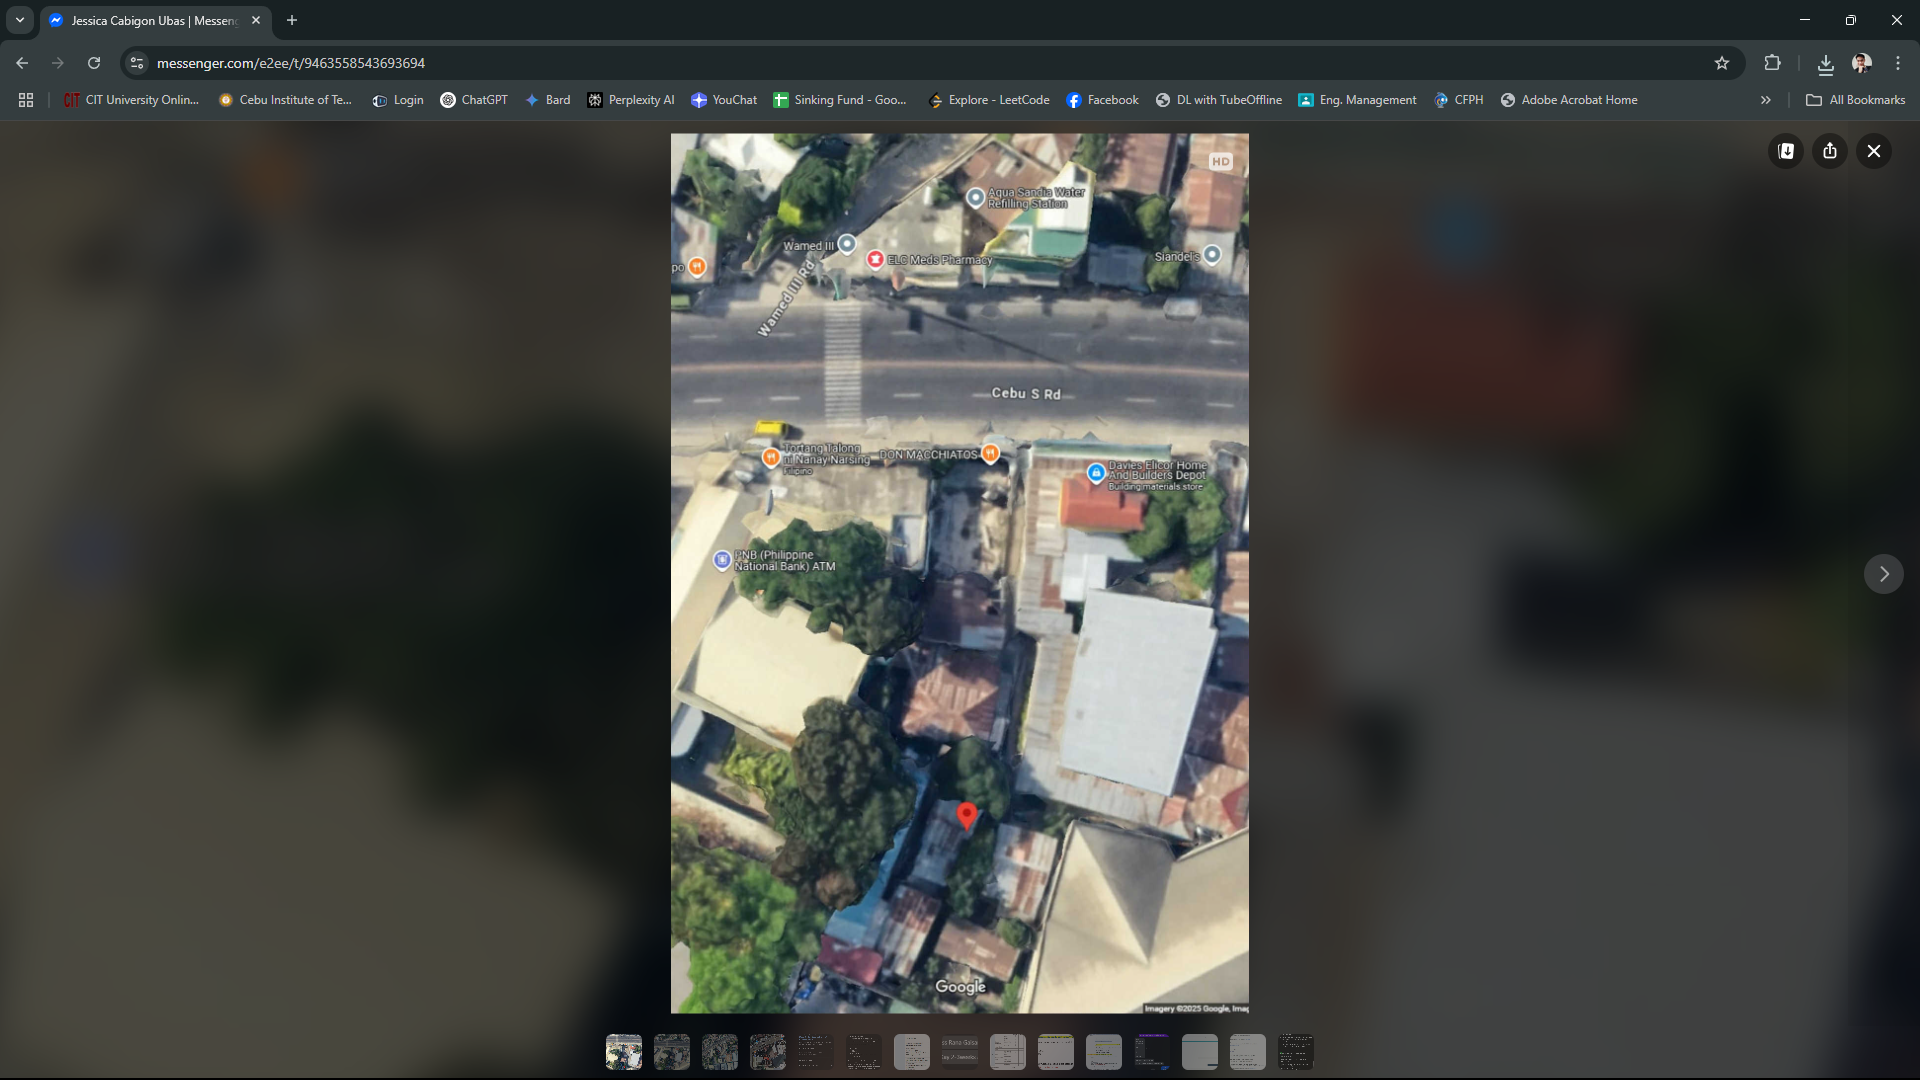 Jessica Cabigon Ubas | Messeng
messenger.com/e2ee/t/9463558543693694
CIT University Onlin...
Cebu Institute of Te...
Login
ChatGPT
Bard
Perplexity AI
YouChat
Sinking Fund - Goo...
Explore - LeetCode
Facebook
DL with TubeOffline
Eng. Management
CFPH
Adobe Acrobat Home
All Bookmarks
HD
Aqua Sandia Water
Refilling Station
Wamed III
po
ELC Meds Pharmacy
Siandel's
Wamed III Rd
Cebu S Rd
Tortang Talong
ni Nanay Narsing
Filipino
DON MACCHIATOS
Davies Elicor Home
And Builders Depot
Building materials store
PNB (Philippine
National Bank) ATM
Google
Imagery ©2025 Google, Imag